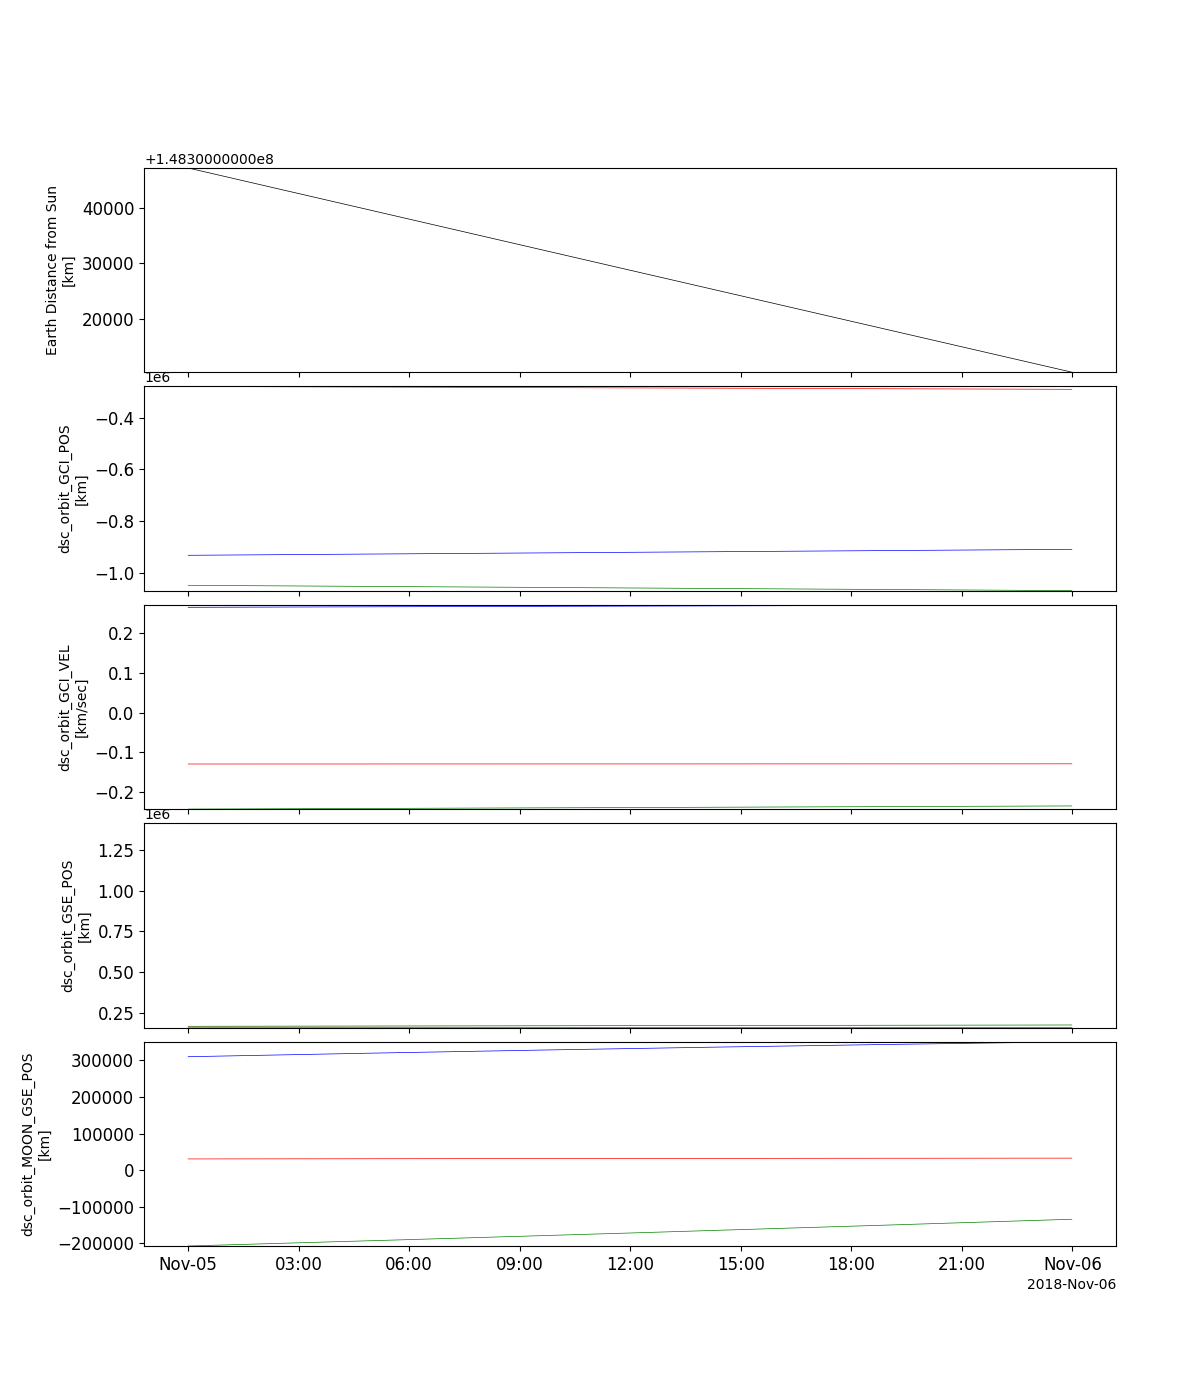 +1.4830000000e8
Earth Distance from Sun
[km]
40000
30000
20000
1e6
dsc_orbit_GCI_POS
[km]
−0.4
−0.6
−0.8
−1.0
dsc_orbit_GCI_VEL
[km/sec]
0.2
0.1
0.0
−0.1
−0.2
1e6
dsc_orbit_GSE_POS
[km]
1.25
1.00
0.75
0.50
0.25
dsc_orbit_MOON_GSE_POS
[km]
300000
200000
100000
0
−100000
−200000
Nov-05 03:00 06:00 09:00 12:00 15:00 18:00 21:00 Nov-06
2018-Nov-06